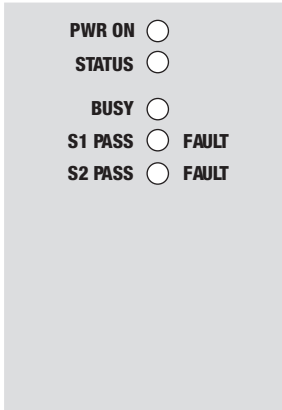 PWR ON
STATUS
BUSY
S1 PASS FAULT
S2 PASS FAULT